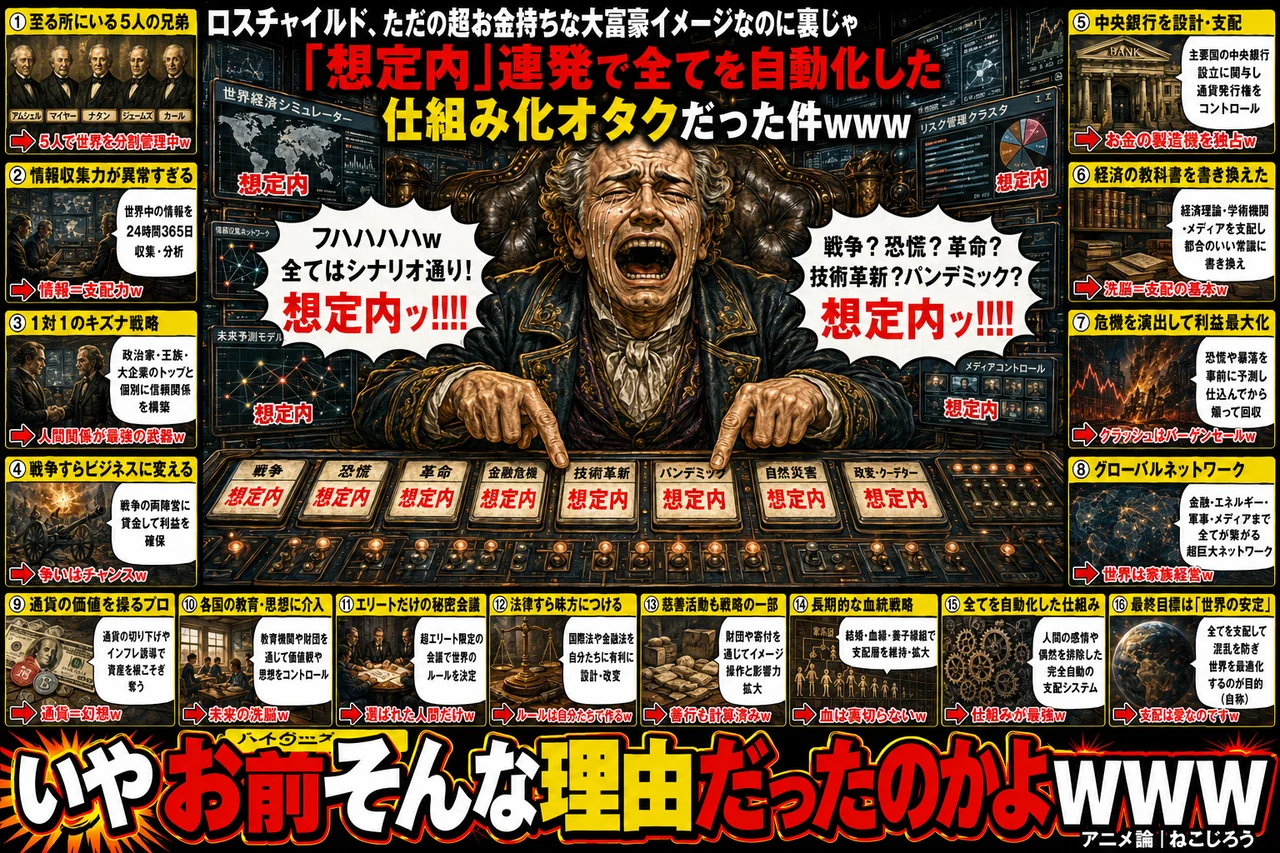 ロスチャイルド、ただの超お金持ちな大富豪イメージなのに裏じゃ
「想定内」連発で全てを自動化した
仕組み化オタクだった件www
① 至る所にいる5人の兄弟
アムシェル
マイヤー
ナタン
ジェームズ
カール
5人で世界を分割管理中w
② 情報収集力が異常すぎる
世界中の情報を
24時間365日
収集・分析
情報=支配力w
③ 1対1のキズナ戦略
政治家・王族・
大企業のトップと
個別に信頼関係
を構築
人間関係が最強の武器w
④ 戦争すらビジネスに変える
戦争の両陣営に
貸金して利益を
確保
争いはチャンスw
世界経済シミュレーター
想定内
情報収集ネットワーク
未来予測モデル
想定内
フハハハハw
全てはシナリオ通り!
想定内ッ!!!!
リスク管理クラスタ
想定内
戦争?恐慌?革命?
技術革新?パンデミック?
想定内ッ!!!!
メディアコントロール
想定内
戦争
想定内
恐慌
想定内
革命
想定内
金融危機
想定内
技術革新
想定内
パンデミック
想定内
自然災害
想定内
政変・クーデター
想定内
⑤ 中央銀行を設計・支配
BANK
主要国の中央銀行
設立に関与し
通貨発行権を
コントロール
お金の製造機を独占w
⑥ 経済の教科書を書き換えた
経済理論・学術機関
・メディアを支配し
都合のいい常識に
書き換え
洗脳=支配の基本w
⑦ 危機を演出して利益最大化
恐慌や暴落を
事前に予測し
仕込んでから
煽って回収
クラッシュはバーゲンセールw
⑧ グローバルネットワーク
金融・エネルギー・
軍事・メディアまで
全てが繋がる
超巨大ネットワーク
世界は家族経営w
⑨ 通貨の価値を操るプロ
通貨の切り下げや
インフレ誘導で
資産を根こそぎ
奪う
通貨=幻想w
⑩ 各国の教育・思想に介入
教育機関や財団を
通じて価値観や
思想をコントロール
未来の洗脳w
⑪ エリートだけの秘密会議
超エリート限定の
会議で世界の
ルールを決定
選ばれた人間だけw
⑫ 法律すら味方につける
国際法や金融法を
自分たちに有利に
設計・改変
ルールは自分たちで作るw
⑬ 慈善活動も戦略の一部
財団や寄付を
通じてイメージ
操作と影響力
拡大
善行も計算済みw
⑭ 長期的な血統戦略
家系図
結婚・血縁・養子縁組で
支配層を維持・拡大
血は裏切らないw
⑮ 全てを自動化した仕組み
人間の感情や
偶然を排除した
完全自動の
支配システム
仕組みが最強w
⑯ 最終目標は「世界の安定」
全てを支配して
混乱を防ぎ
世界を最適化
するのが目的
(自称)
支配は愛なのですw
いやお前そんな理由だったのかよwww
アニメ論|ねこじろう